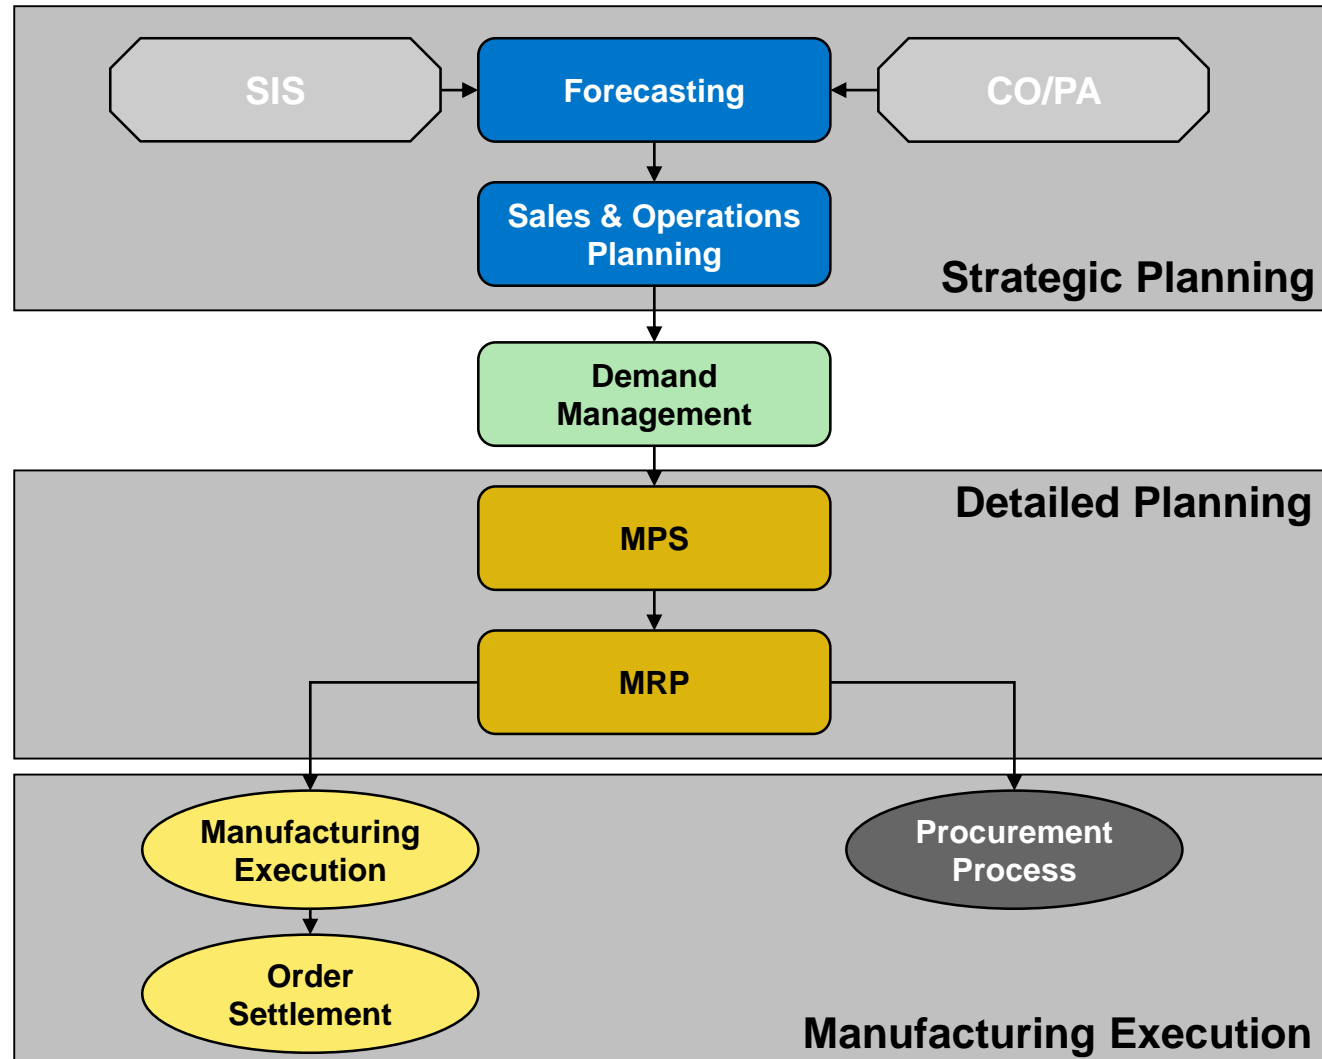 SIS
Forecasting
CO/PA
Sales & Operations
Planning
Strategic Planning
Demand
Management
Detailed Planning
MPS
MRP
Manufacturing
Execution
Procurement
Process
Order
Settlement
Manufacturing Execution